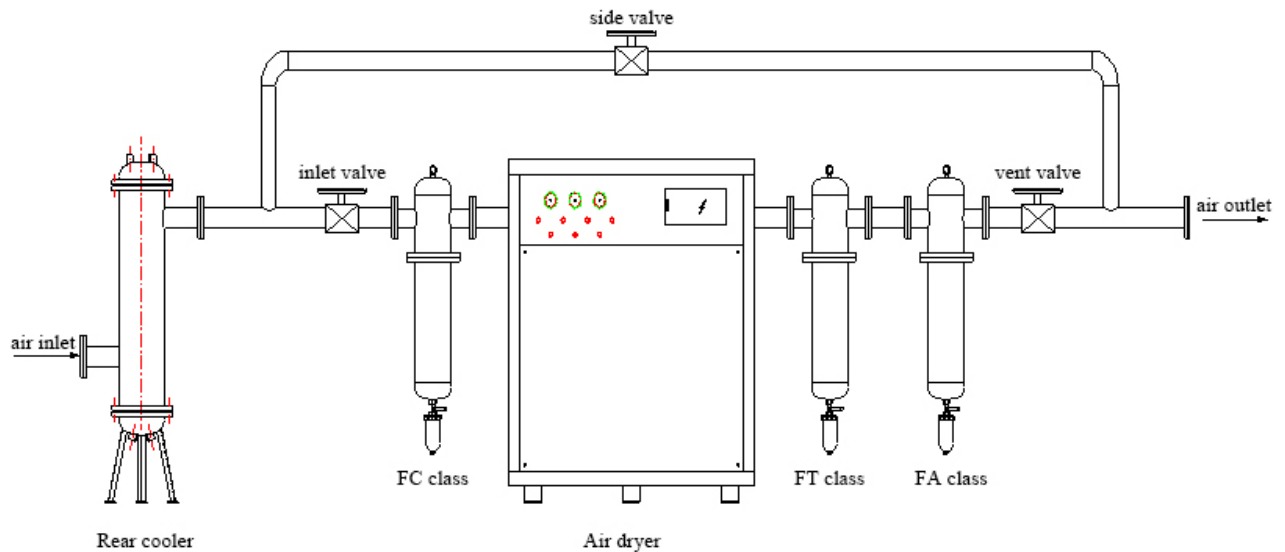 side valve
inlet valve
vent valve
air outlet
air inlet
FC class
FT class
FA class
Rear cooler
Air dryer